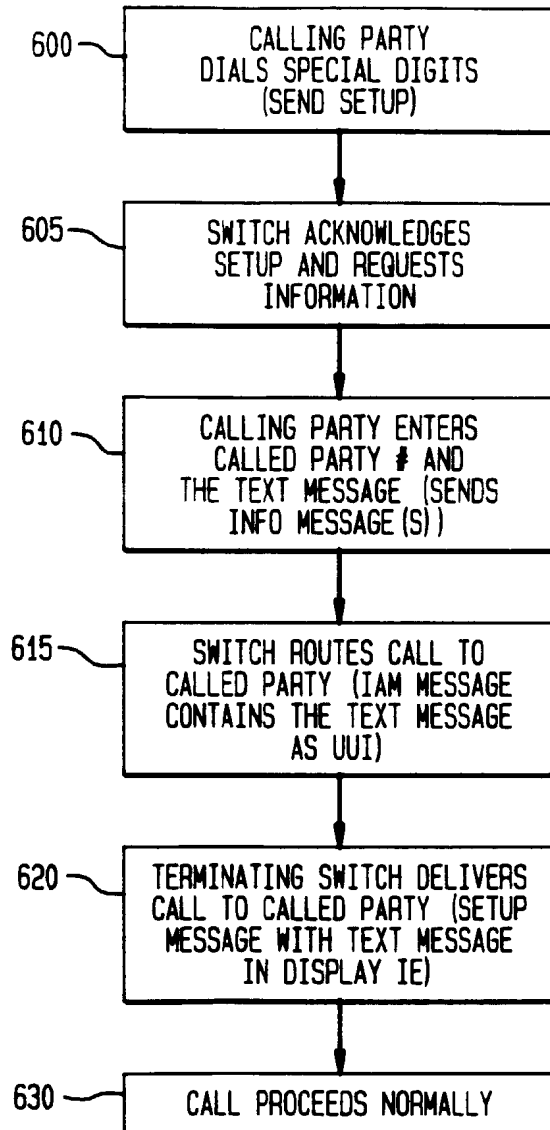 600
CALLING PARTY
DIALS SPECIAL DIGITS
(SEND SETUP)
605
SWITCH ACKNOWLEDGES
SETUP AND REQUESTS
INFORMATION
610
CALLING PARTY ENTERS
CALLED PARTY # AND
THE TEXT MESSAGE (SENDS
INFO MESSAGE(S))
615
SWITCH ROUTES CALL TO
CALLED PARTY (IAM MESSAGE
CONTAINS THE TEXT MESSAGE
AS UUI)
620
TERMINATING SWITCH DELIVERS
CALL TO CALLED PARTY (SETUP
MESSAGE WITH TEXT MESSAGE
IN DISPLAY IE)
630
CALL PROCEEDS NORMALLY